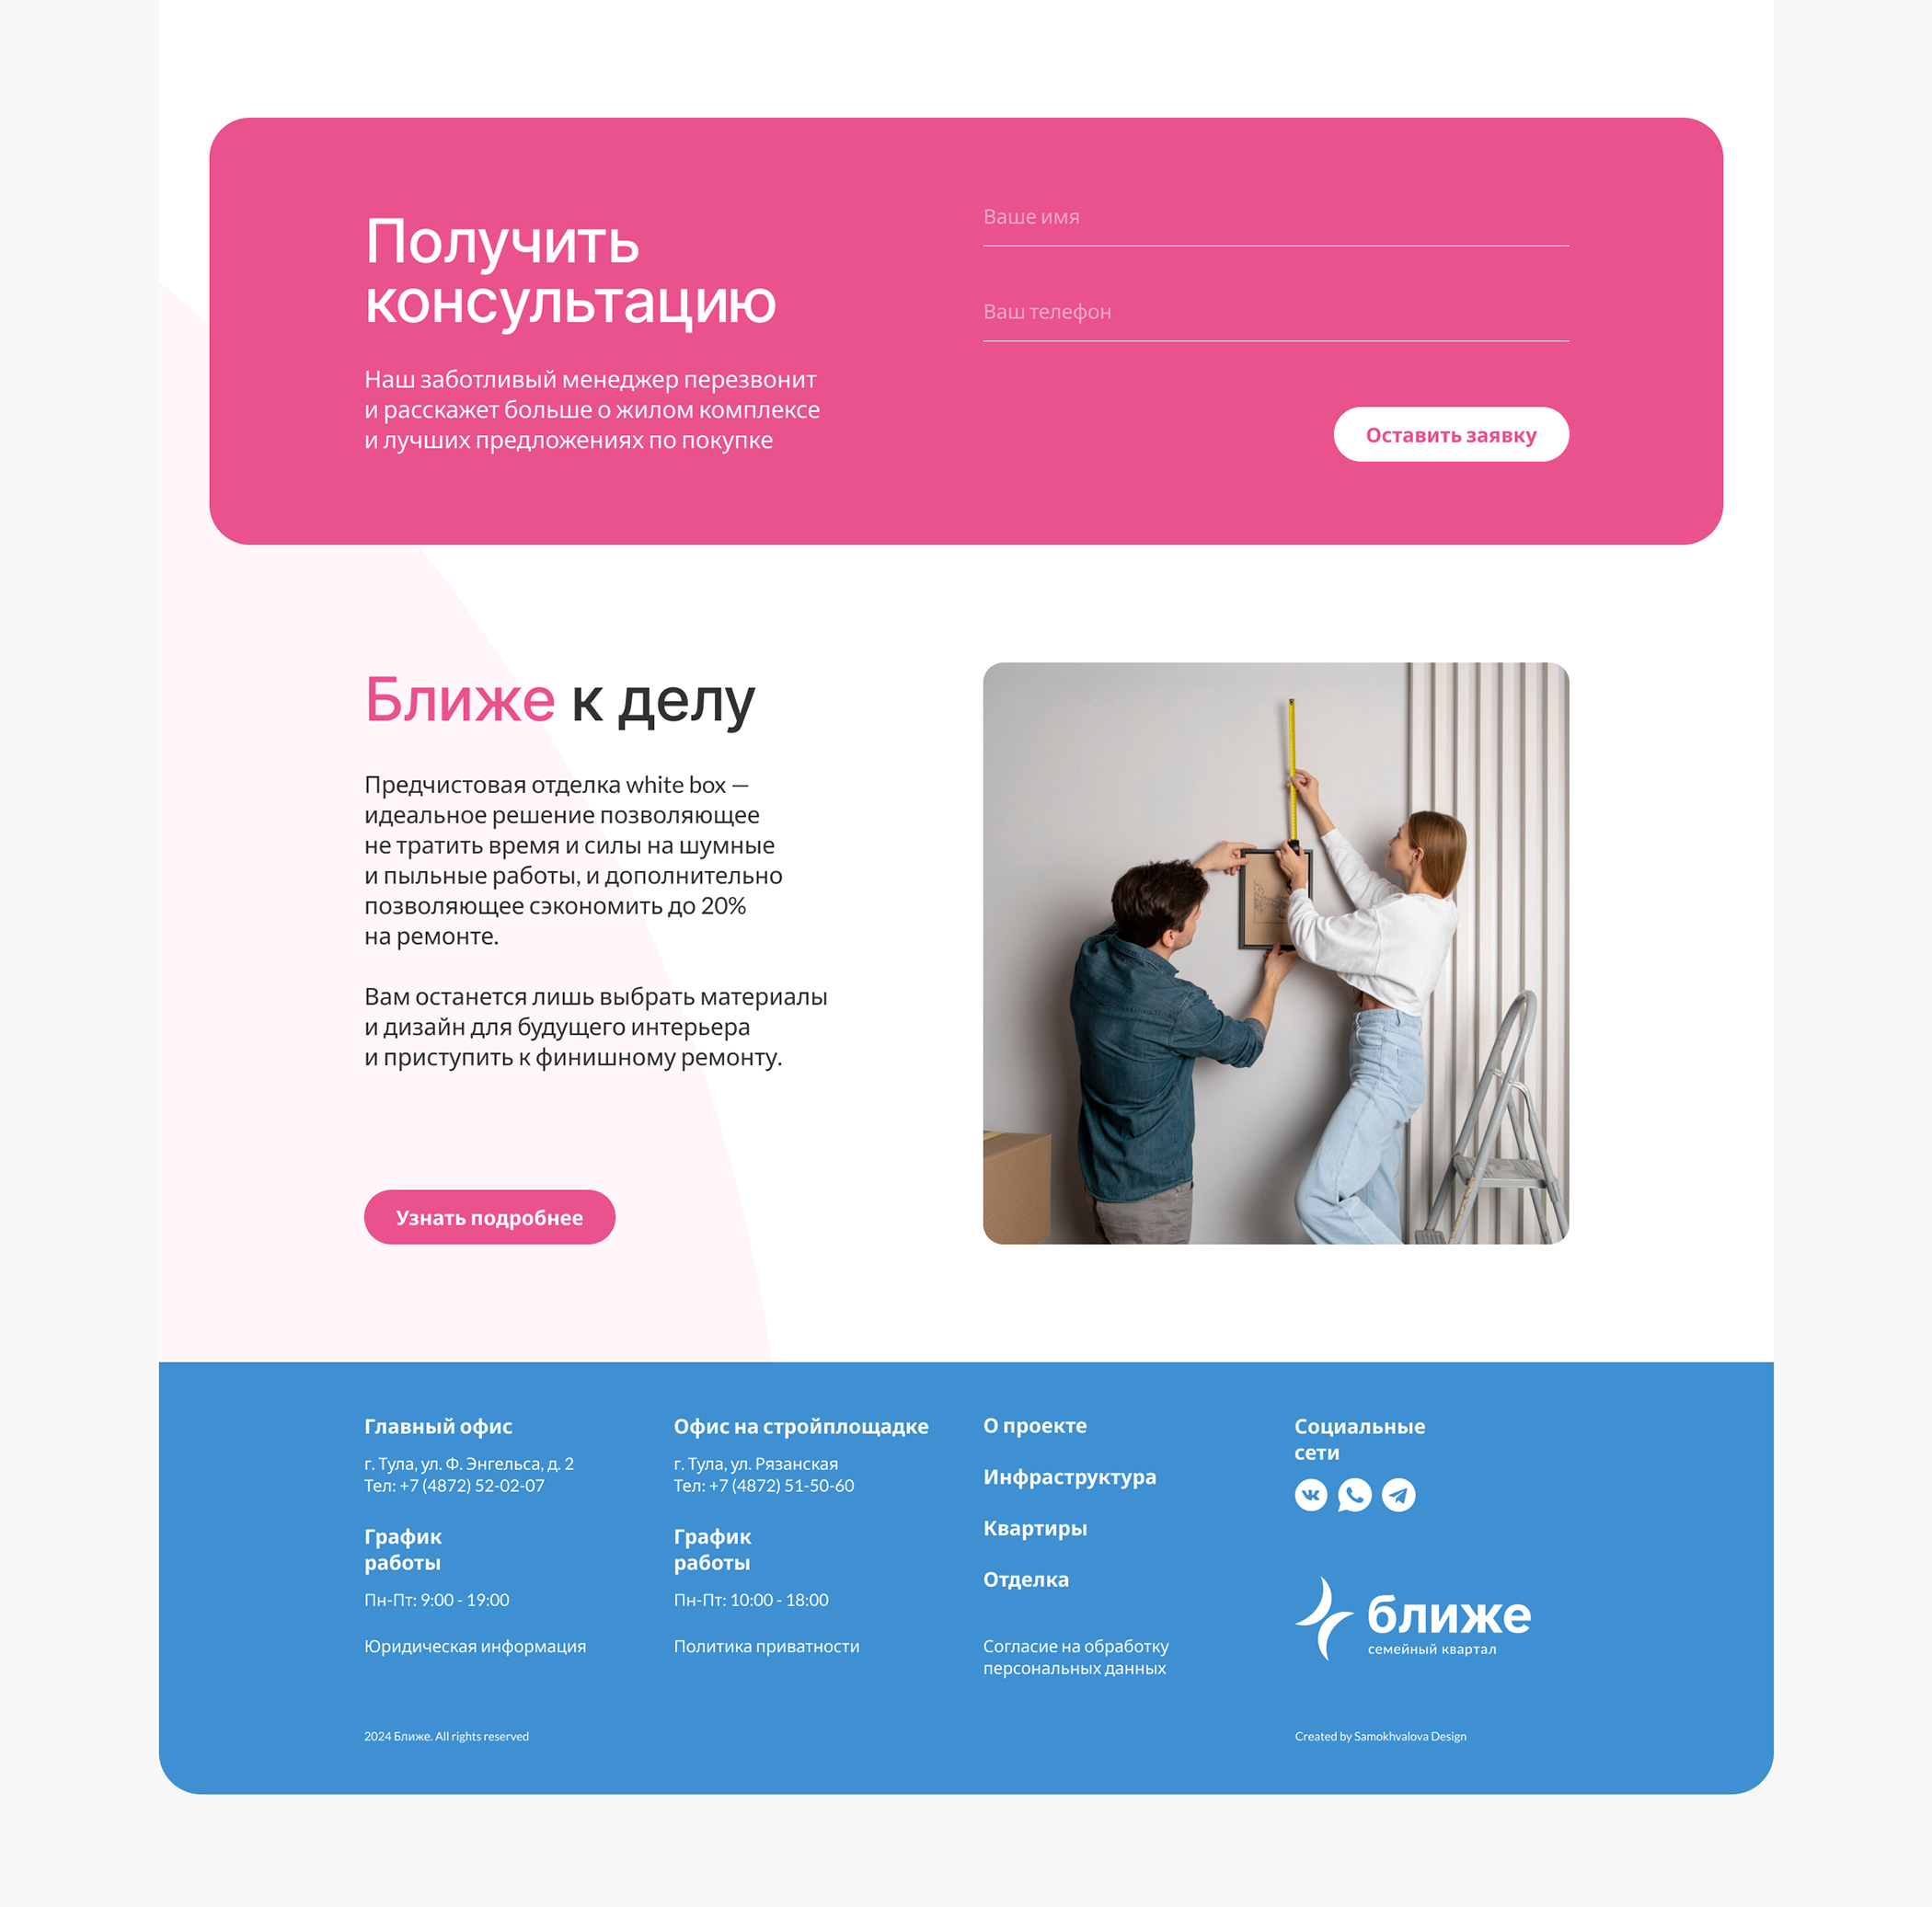 Получить
консультацию
Наш заботливый менеджер перезвонит
и расскажет больше о жилом комплексе
и лучших предложениях по покупке
Ваше имя
Ваш телефон
Оставить заявку
Ближе к делу
Предчистовая отделка white box —
идеальное решение позволяющее
не тратить время и силы на шумные
и пыльные работы, и дополнительно
позволяющее сэкономить до 20%
на ремонте.
Вам останется лишь выбрать материалы
и дизайн для будущего интерьера
и приступить к финишному ремонту.
Узнать подробнее
Главный офис
г. Тула, ул. Ф. Энгельса, д. 2
Тел: +7 (4872) 52-02-07
График
работы
Пн-Пт: 9:00 - 19:00
Юридическая информация
Офис на стройплощадке
г. Тула, ул. Рязанская
Тел: +7 (4872) 51-50-60
График
работы
Пн-Пт: 10:00 - 18:00
Политика приватности
О проекте
Инфраструктура
Квартиры
Отделка
Согласие на обработку
персональных данных
Социальные
сети
ближе
семейный квартал
2024 Ближе. All rights reserved
Created by Samokhvalova Design